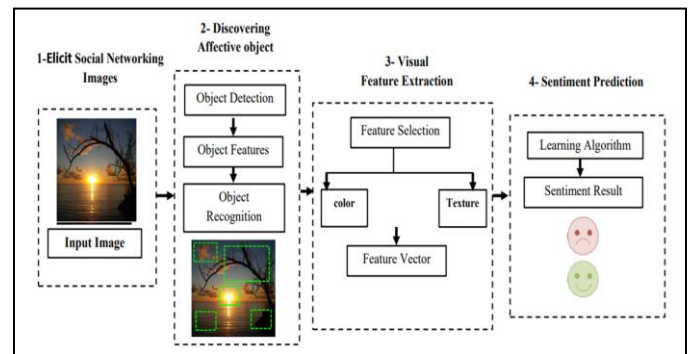 1-Elicit Social Networking
Images
Input Image
2- Discovering
Affective object
Object Detection
Object Features
Object
Recognition
3- Visual
Feature Extraction
Feature Selection
color
Texture
Feature Vector
4- Sentiment Prediction
Learning Algorithm
Sentiment Result